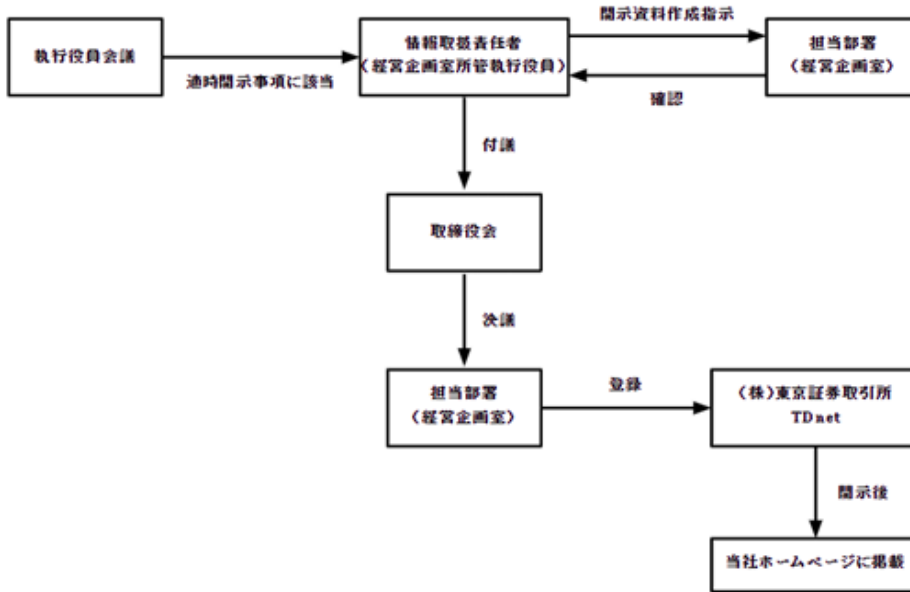 開示資料作成指示
執行役員会議
情報取扱責任者
(経営企画室所管執行役員)
担当部署
(経営企画室)
適時開示事項に該当
確認
付議
取締役会
決議
担当部署
(経営企画室)
登録
(株)東京証券取引所
TDnet
開示後
当社ホームページに掲載